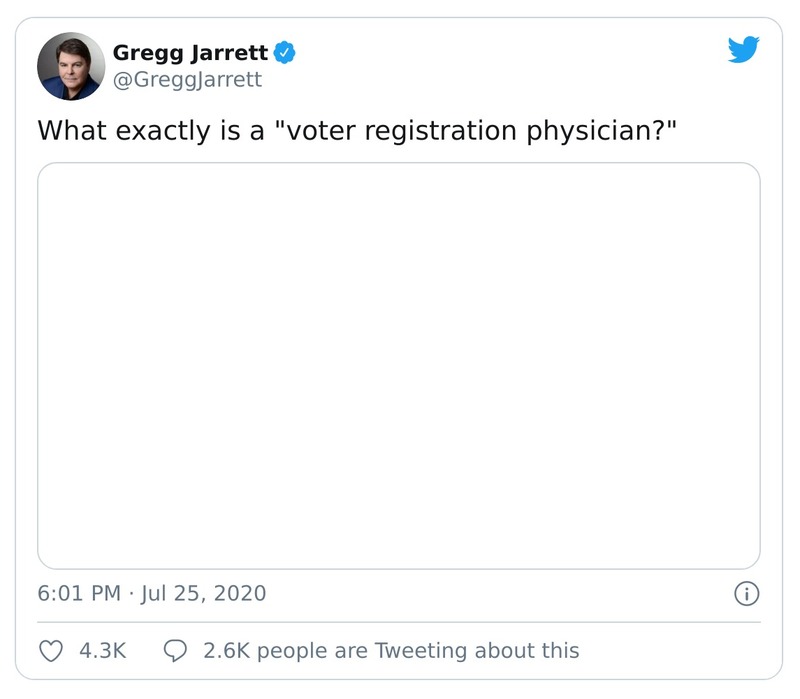 Gregg Jarrett
@GreggJarrett
What exactly is a "voter registration physician?"
6:01 PM · Jul 25, 2020
4.3K 2.6K people are Tweeting about this